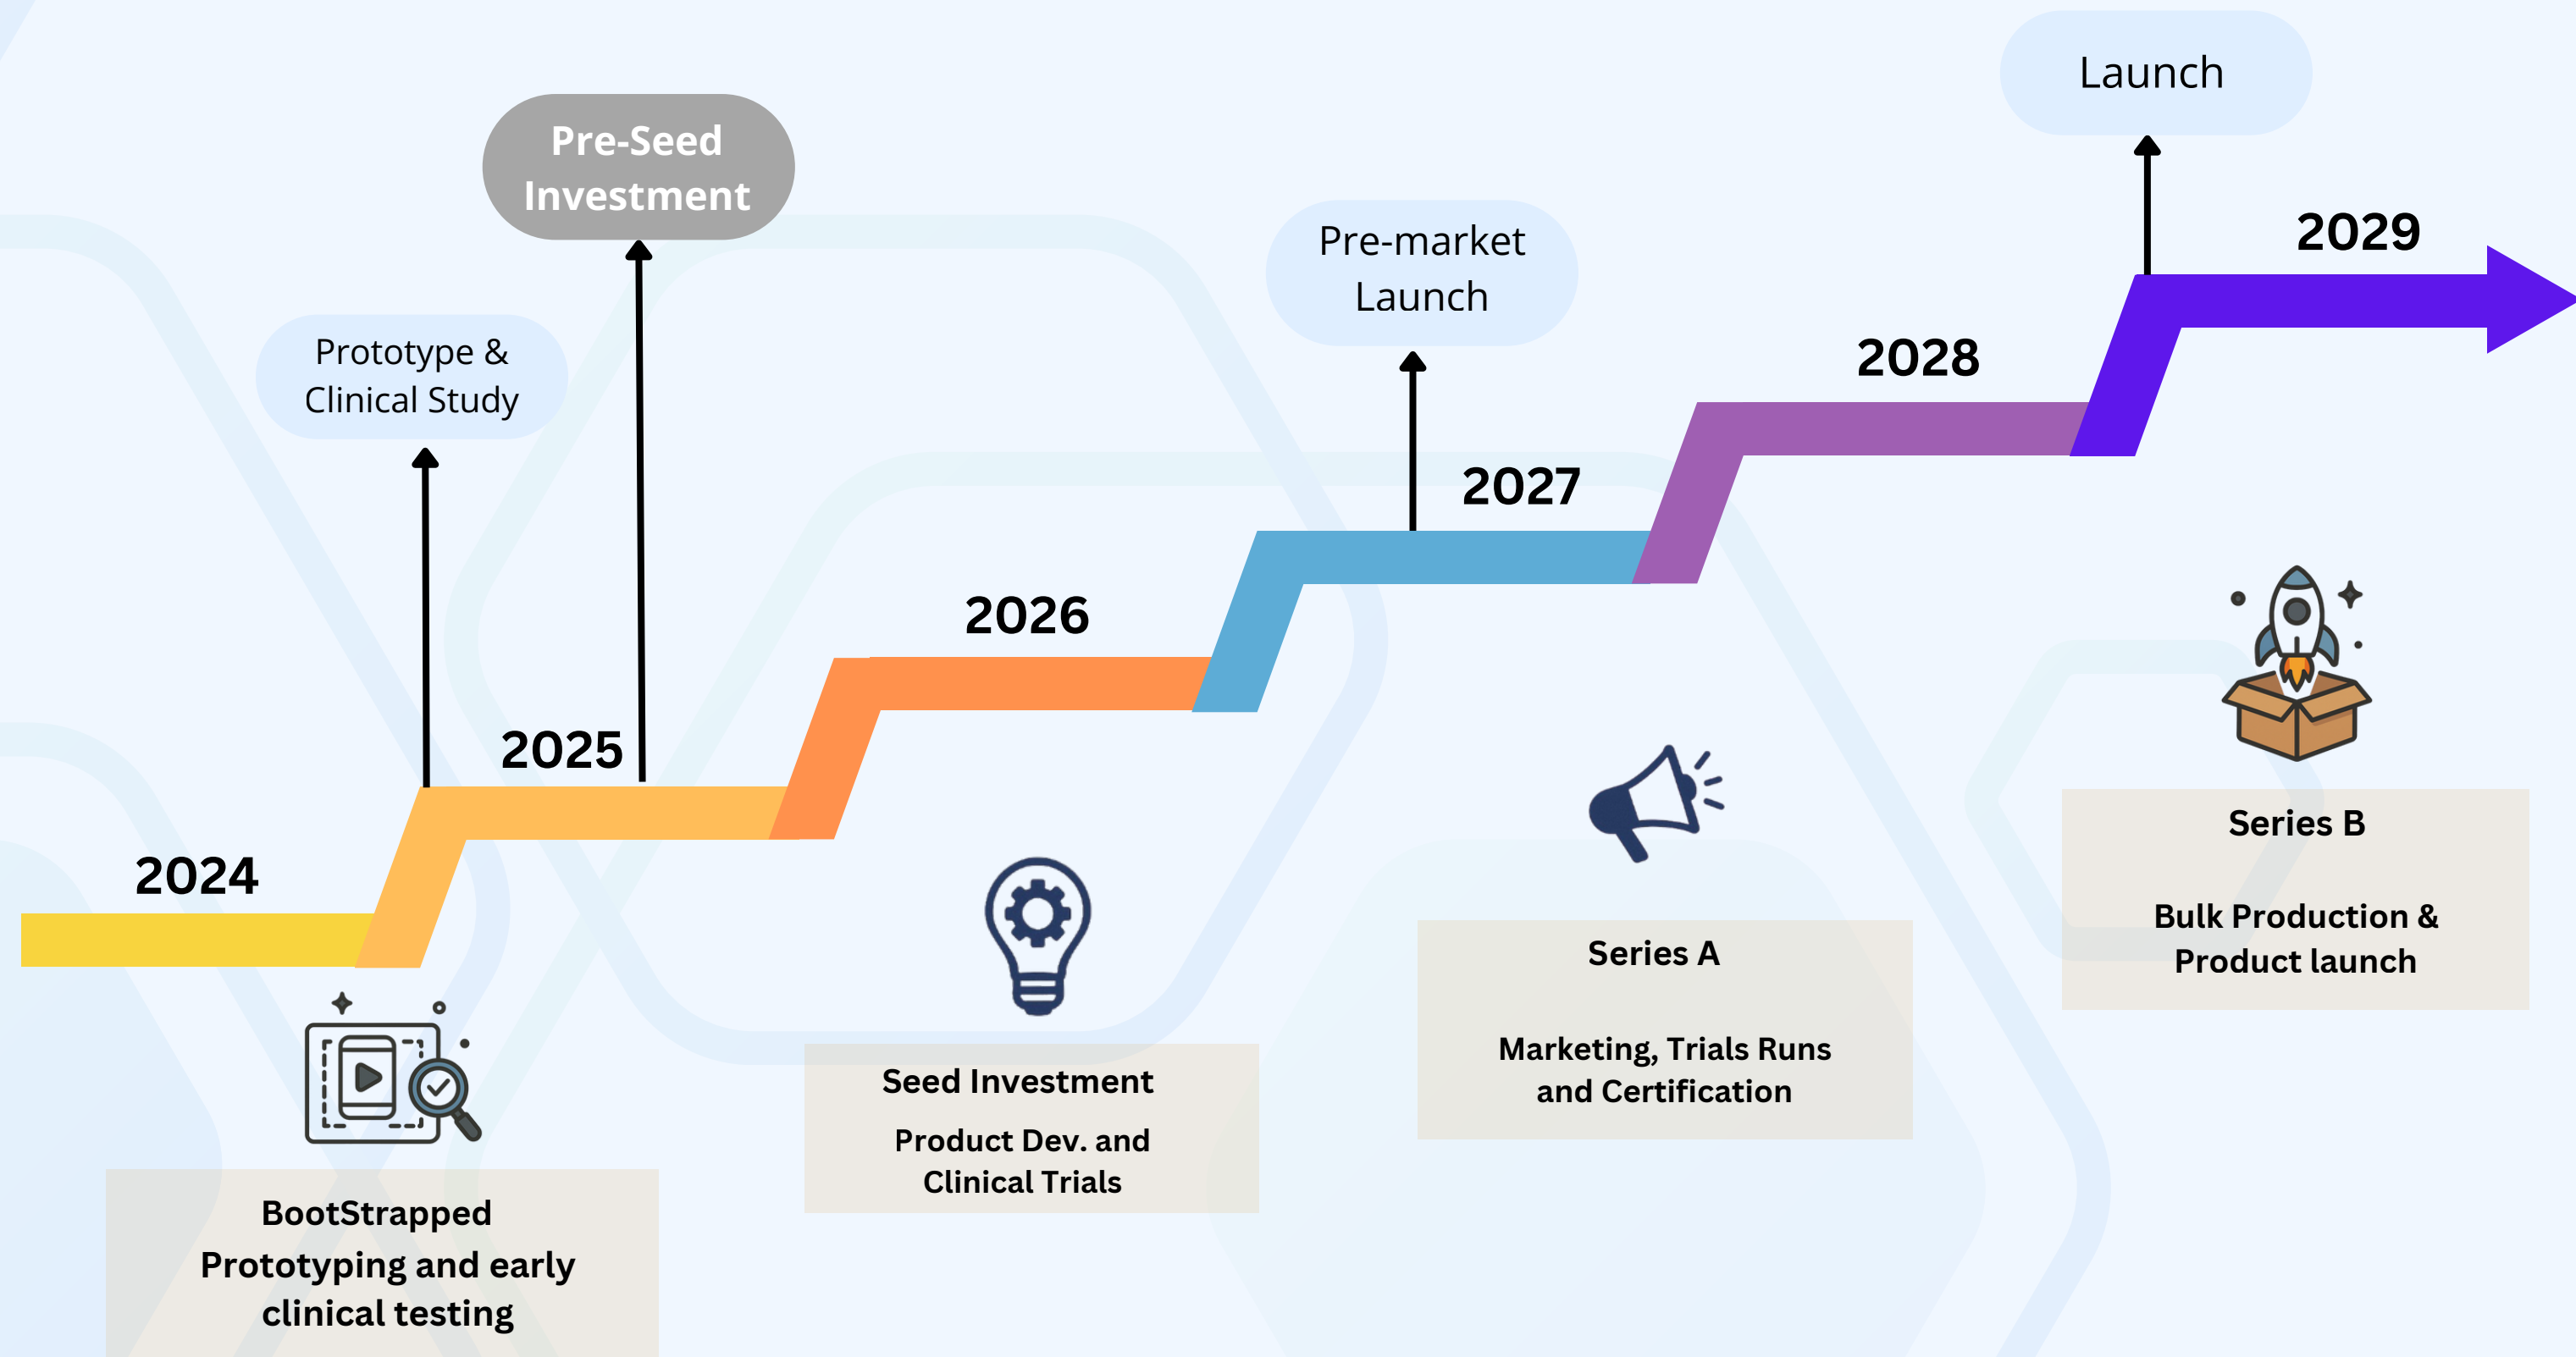 Launch
Pre-Seed
Investment
2029
Pre-market
Launch
Prototype &
Clinical Study
2028
2027
2026
2025
2024
Series B
Bulk Production &
Product launch
Series A
Marketing, Trials Runs
and Certification
Seed Investment
Product Dev. and
Clinical Trials
BootStrapped
Prototyping and early
clinical testing